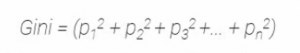 Gini = (p₁² + p₂² + p₃² +... + pₙ²)